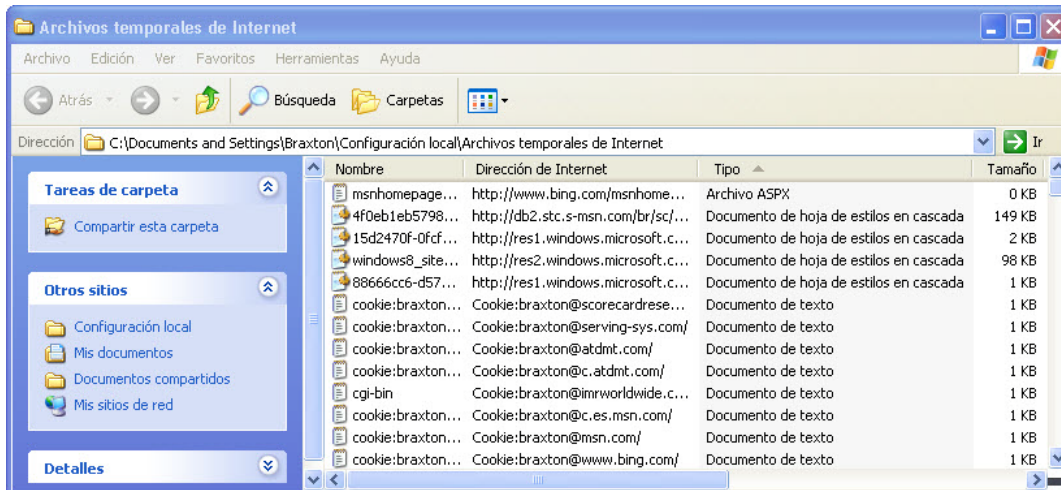 Archivos temporales de Internet
Archivo Edición Ver Favoritos Herramientas Ayuda
Atrás Búsqueda Carpetas
Dirección C:\Documents and Settings\Braxton\Configuración local\Archivos temporales de Internet Ir
Tareas de carpeta
Compartir esta carpeta
Otros sitios
Configuración local
Mis documentos
Documentos compartidos
Mis sitios de red
Detalles
Nombre Dirección de Internet Tipo Tamaño
msnhomepage... http://www.bing.com/msnhome... Archivo ASPX 0 KB
4f0eb1eb5798... http://db2.stc.s-msn.com/br/sc/... Documento de hoja de estilos en cascada 149 KB
15d2470f-0fcf... http://res1.windows.microsoft.c... Documento de hoja de estilos en cascada 2 KB
windows8_site... http://res2.windows.microsoft.c... Documento de hoja de estilos en cascada 98 KB
88666cc6-d57... http://res1.windows.microsoft.c... Documento de hoja de estilos en cascada 1 KB
cookie:braxton... Cookie:braxton@scorecardrese... Documento de texto 1 KB
cookie:braxton... Cookie:braxton@serving-sys.com/ Documento de texto 1 KB
cookie:braxton... Cookie:braxton@atdmt.com/ Documento de texto 1 KB
cookie:braxton... Cookie:braxton@c.atdmt.com/ Documento de texto 1 KB
cgi-bin Cookie:braxton@imrworldwide.c... Documento de texto 1 KB
cookie:braxton... Cookie:braxton@c.es.msn.com/ Documento de texto 1 KB
cookie:braxton... Cookie:braxton@msn.com/ Documento de texto 1 KB
cookie:braxton... Cookie:braxton@www.bing.com/ Documento de texto 1 KB